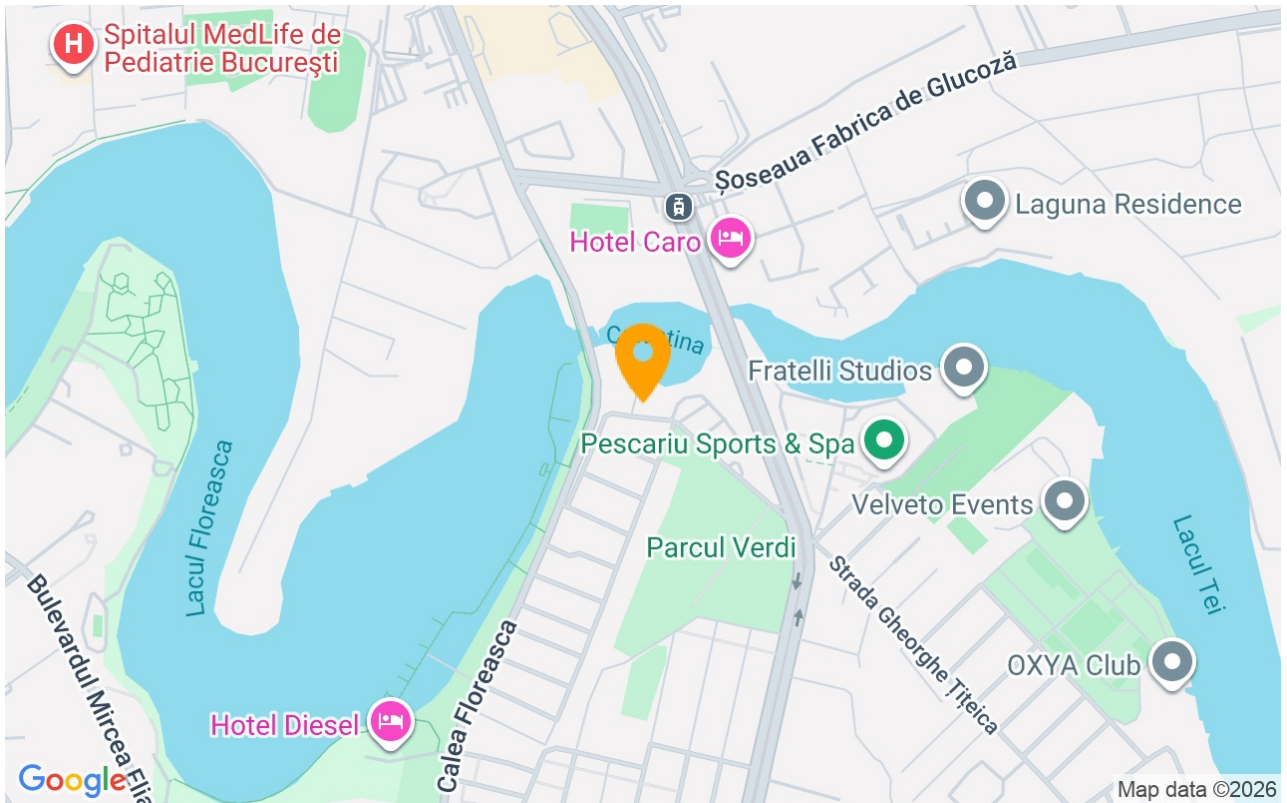 Spitalul MedLife de
Pediatrie București
Șoseaua Fabrica de Glucoză
Laguna Residence
Hotel Caro
Fratelli Studios
Pescariu Sports & Spa
Velveto Events
Lacul Floreasca
Parcul Verdi
Lacul Tei
Strada Gheorghe Țițeica
Bulevardul Mircea
OXYA Club
Calea Floreasca
Hotel Diesel
Google
Map data ©2026